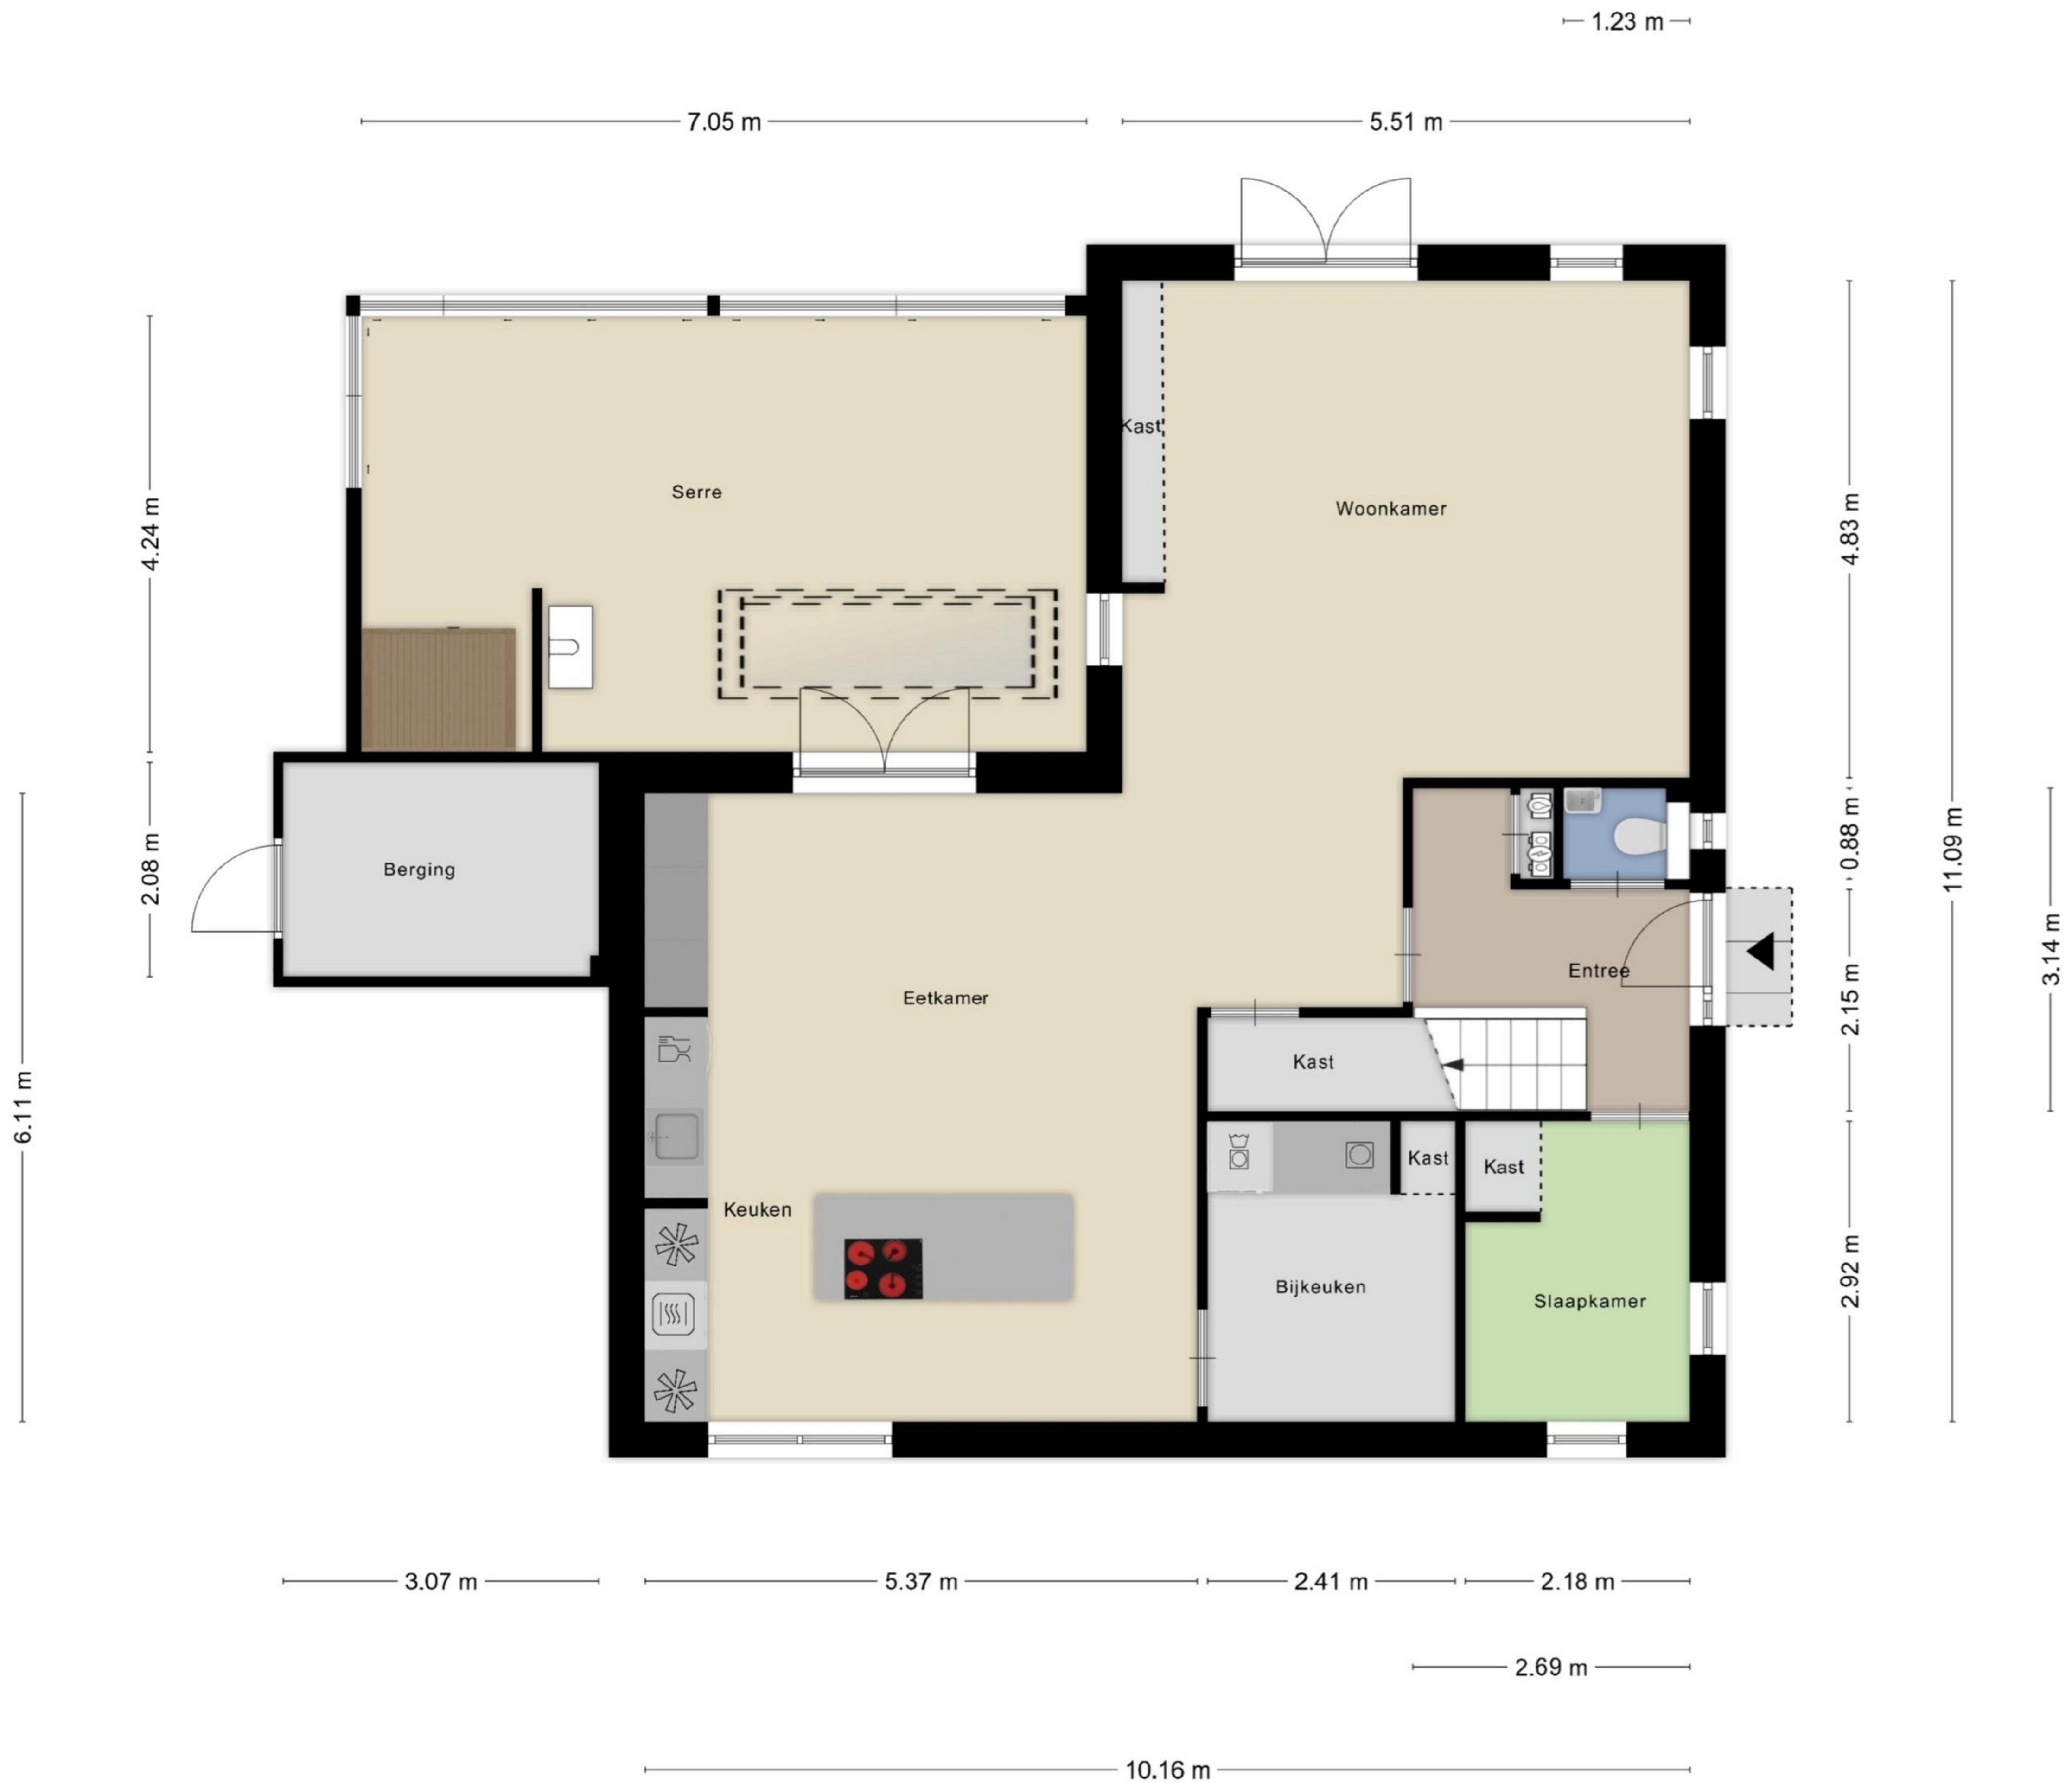 1.23 m
7.05 m
5.51 m
Kast
Serre
Woonkamer
4.24 m
4.83 m
Berging
2.08 m
0.88 m
11.09 m
Entree
3.14 m
Eetkamer
2.15 m
Kast
6.11 m
Kast
Kast
Keuken
Bijkeuken
Slaapkamer
2.92 m
3.07 m
5.37 m
2.41 m
2.18 m
2.69 m
10.16 m